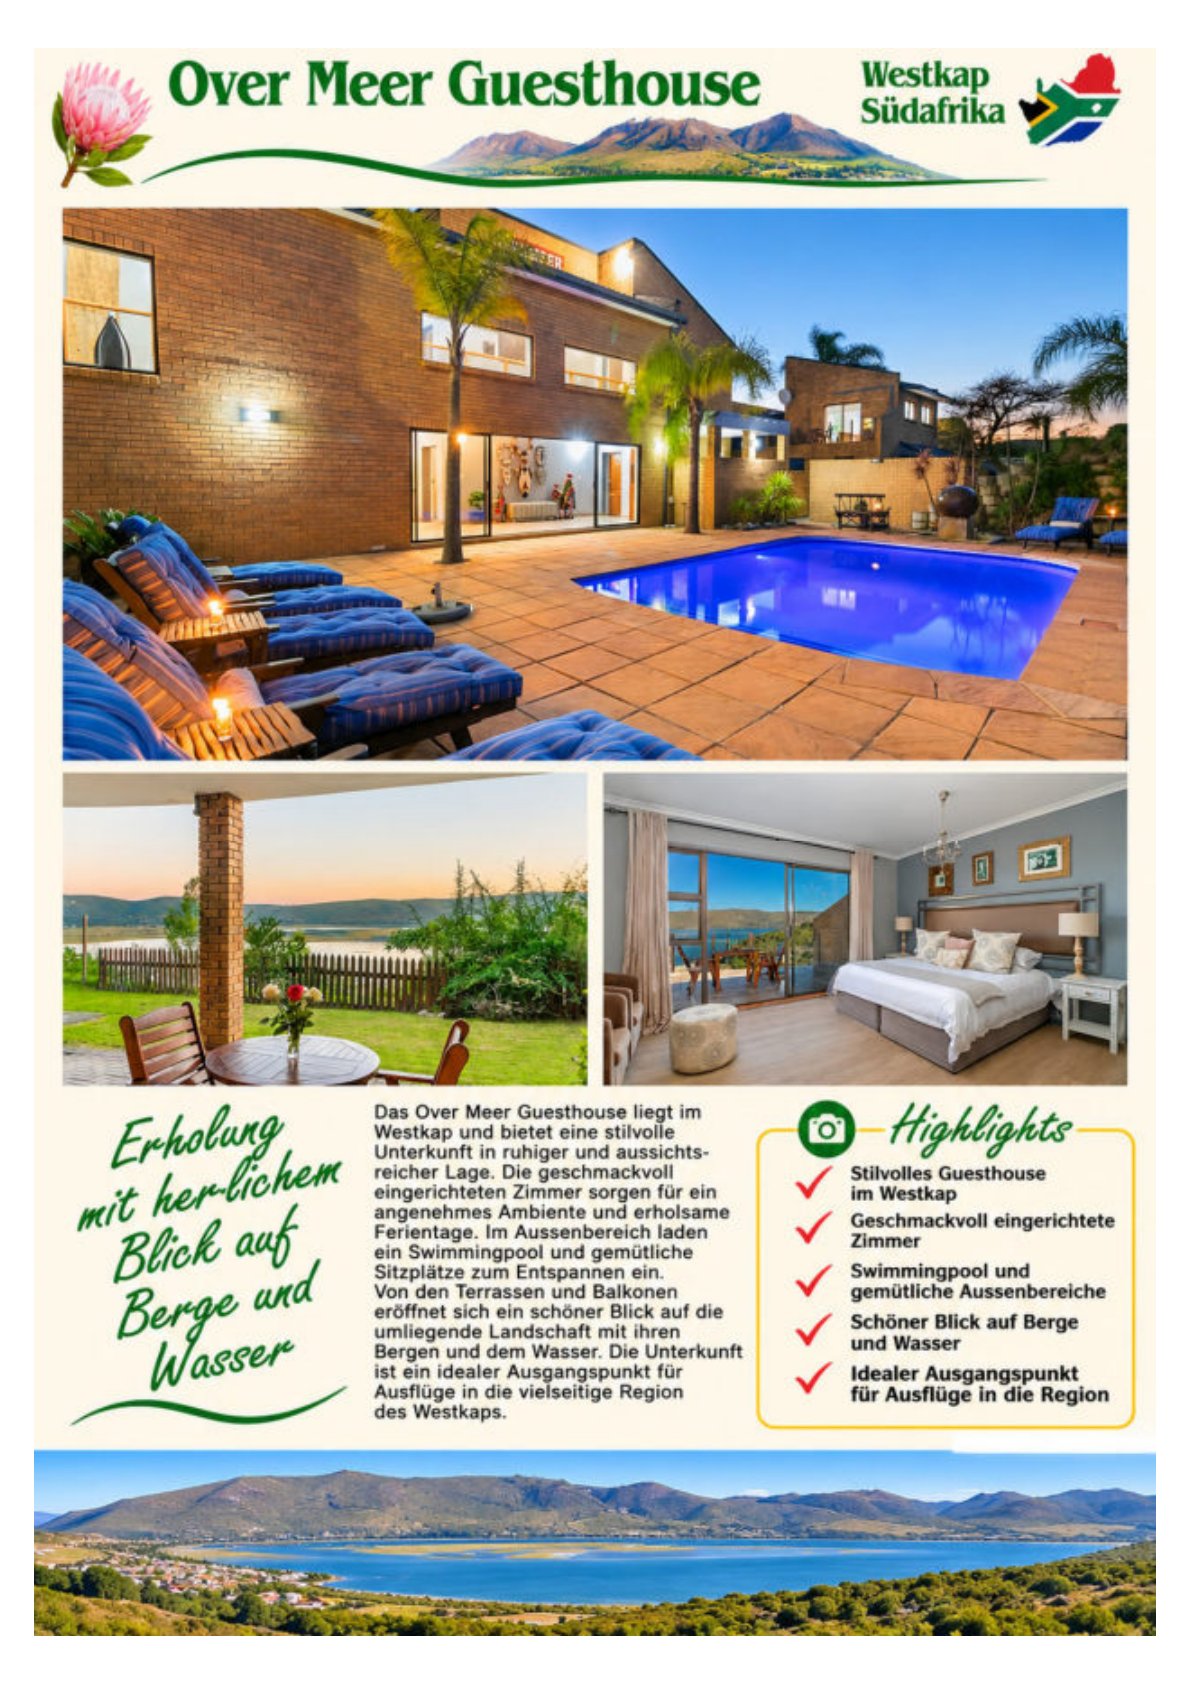 Over Meer Guesthouse
Westkap
Südafrika
Erholung
mit herrlichem
Blick auf
Berge und
Wasser
Das Over Meer Guesthouse liegt im
Westkap und bietet eine stilvolle
Unterkunft in ruhiger und aussichts-
reicher Lage. Die geschmackvoll
eingerichteten Zimmer sorgen für ein
angenehmes Ambiente und erholsame
Ferientage. Im Aussenbereich laden
ein Swimmingpool und gemütliche
Sitzplätze zum Entspannen ein.
Von den Terrassen und Balkonen
eröffnet sich ein schöner Blick auf die
umliegende Landschaft mit ihren
Bergen und dem Wasser. Die Unterkunft
ist ein idealer Ausgangspunkt für
Ausflüge in die vielseitige Region
des Westkaps.
Highlights
Stilvolles Guesthouse
im Westkap
Geschmackvoll eingerichtete
Zimmer
Swimmingpool und
gemütliche Aussenbereiche
Schöner Blick auf Berge
und Wasser
Idealer Ausgangspunkt
für Ausflüge in die Region